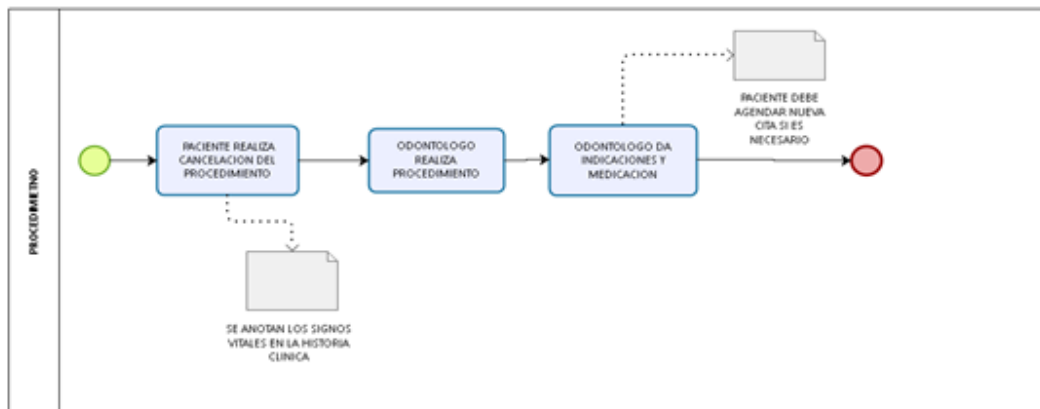 PROCEDIMIETNO
PACIENTE REALIZA
CANCELACION DEL
PROCEDIMIENTO
ODONTOLOGO
REALIZA
PROCEDIMIENTO
ODONTOLOGO DA
INDICACIONES Y
MEDICACION
PACIENTE DEBE
AGENDAR NUEVA
CITA SI ES
NECESARIO
SE ANOTAN LOS SIGNOS
VITALES EN LA HISTORIA
CLINICA